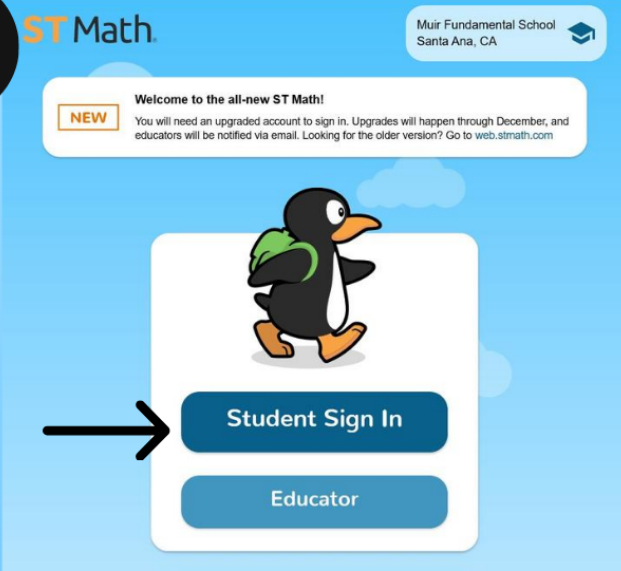 ST Math.
Muir Fundamental School
Santa Ana, CA
NEW
Welcome to the all-new ST Math!
You will need an upgraded account to sign in. Upgrades will happen through December, and
educators will be notified via email. Looking for the older version? Go to web.stmath.com
Student Sign In
Educator